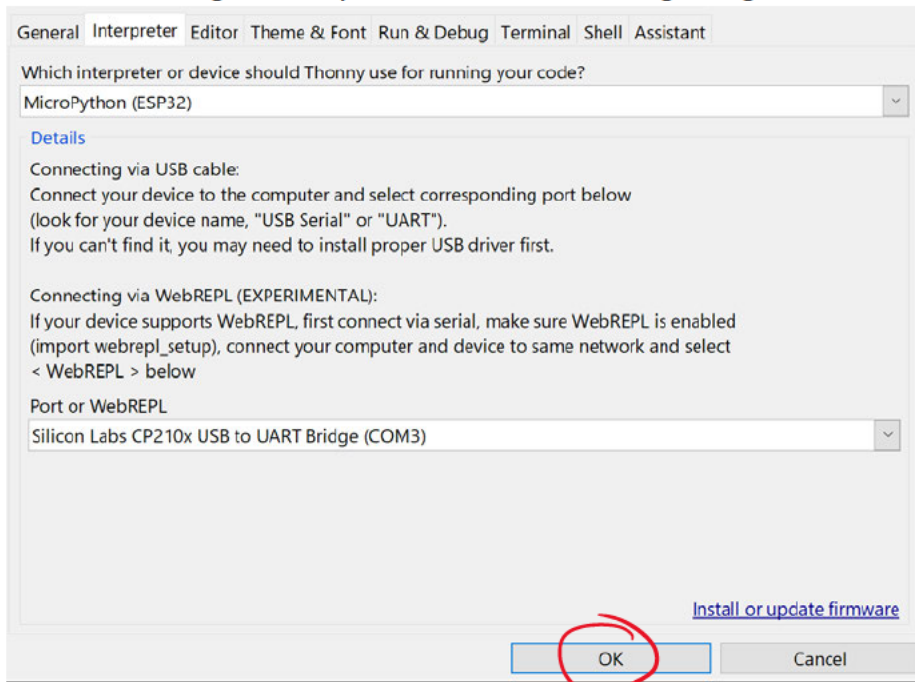 General Interpreter Editor Theme & Font Run & Debug Terminal Shell Assistant
Which interpreter or device should Thonny use for running your code?
MicroPython (ESP32)
Details
Connecting via USB cable:
Connect your device to the computer and select corresponding port below
(look for your device name, "USB Serial" or "UART").
If you can't find it, you may need to install proper USB driver first.
Connecting via WebREPL (EXPERIMENTAL):
If your device supports WebREPL, first connect via serial, make sure WebREPL is enabled
(import webrepl_setup), connect your computer and device to same network and select
< WebREPL > below
Port or WebREPL
Silicon Labs CP210x USB to UART Bridge (COM3)
Install or update firmware
OK Cancel